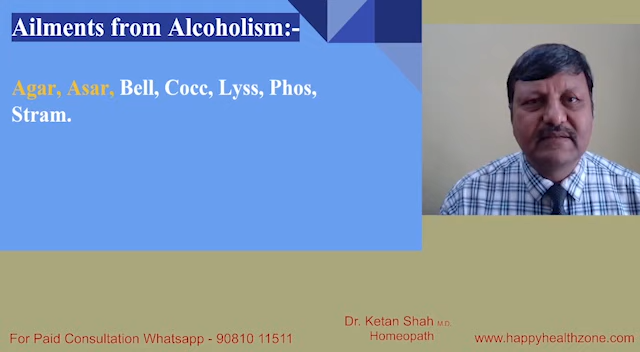 Ailments from Alcoholism:-
Agar, Asar, Bell, Cocc, Lyss, Phos,
Stram.
Dr. Ketan Shah M.D.
Homeopath
For Paid Consultation Whatsapp - 90810 11511
www.happyhealthzone.com